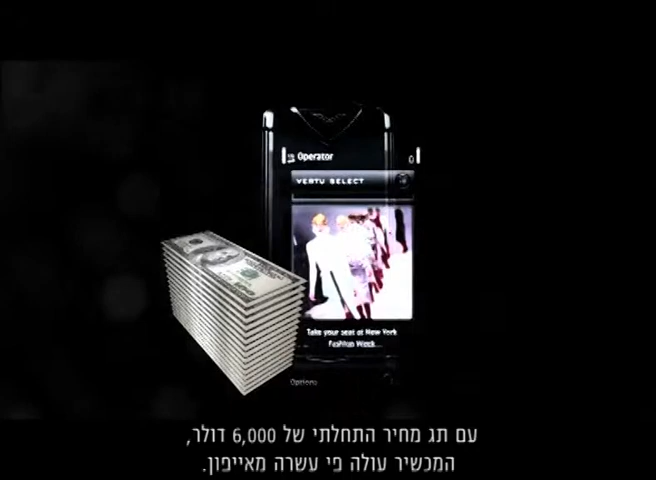 Operator
VERTU SELECT
Take your seat at New York
Fashion Week...
Options
עם תג מחיר התחלתי של 6,000 דולר,
המכשיר עולה פי עשרה מאייפון.